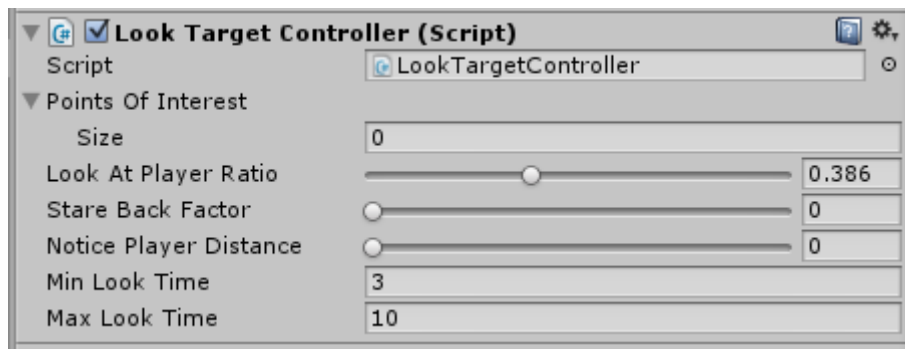 Look Target Controller (Script)
Script LookTargetController
Points Of Interest
Size 0
Look At Player Ratio 0.386
Stare Back Factor 0
Notice Player Distance 0
Min Look Time 3
Max Look Time 10